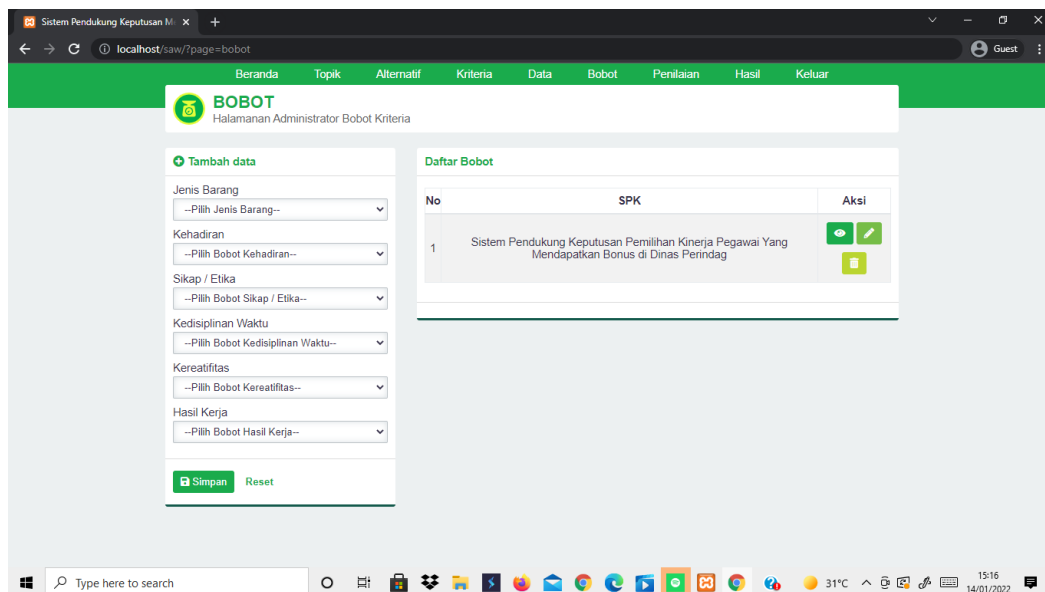 Sistem Pendukung Keputusan M
localhost/saw/?page=bobot
Guest
Beranda Topik Alternatif Kriteria Data Bobot Penilaian Hasil Keluar
BOBOT
Halamanan Administrator Bobot Kriteria
Tambah data
Jenis Barang
--Pilih Jenis Barang--
Kehadiran
--Pilih Bobot Kehadiran--
Sikap / Etika
--Pilih Bobot Sikap / Etika--
Kedisiplinan Waktu
--Pilih Bobot Kedisiplinan Waktu--
Kereatifitas
--Pilih Bobot Kereatifitas--
Hasil Kerja
--Pilih Bobot Hasil Kerja--
Simpan Reset
Daftar Bobot
No SPK Aksi
1 Sistem Pendukung Keputusan Pemilihan Kinerja Pegawai Yang
Mendapatkan Bonus di Dinas Perindag
Type here to search
31°C
15:16
14/01/2022